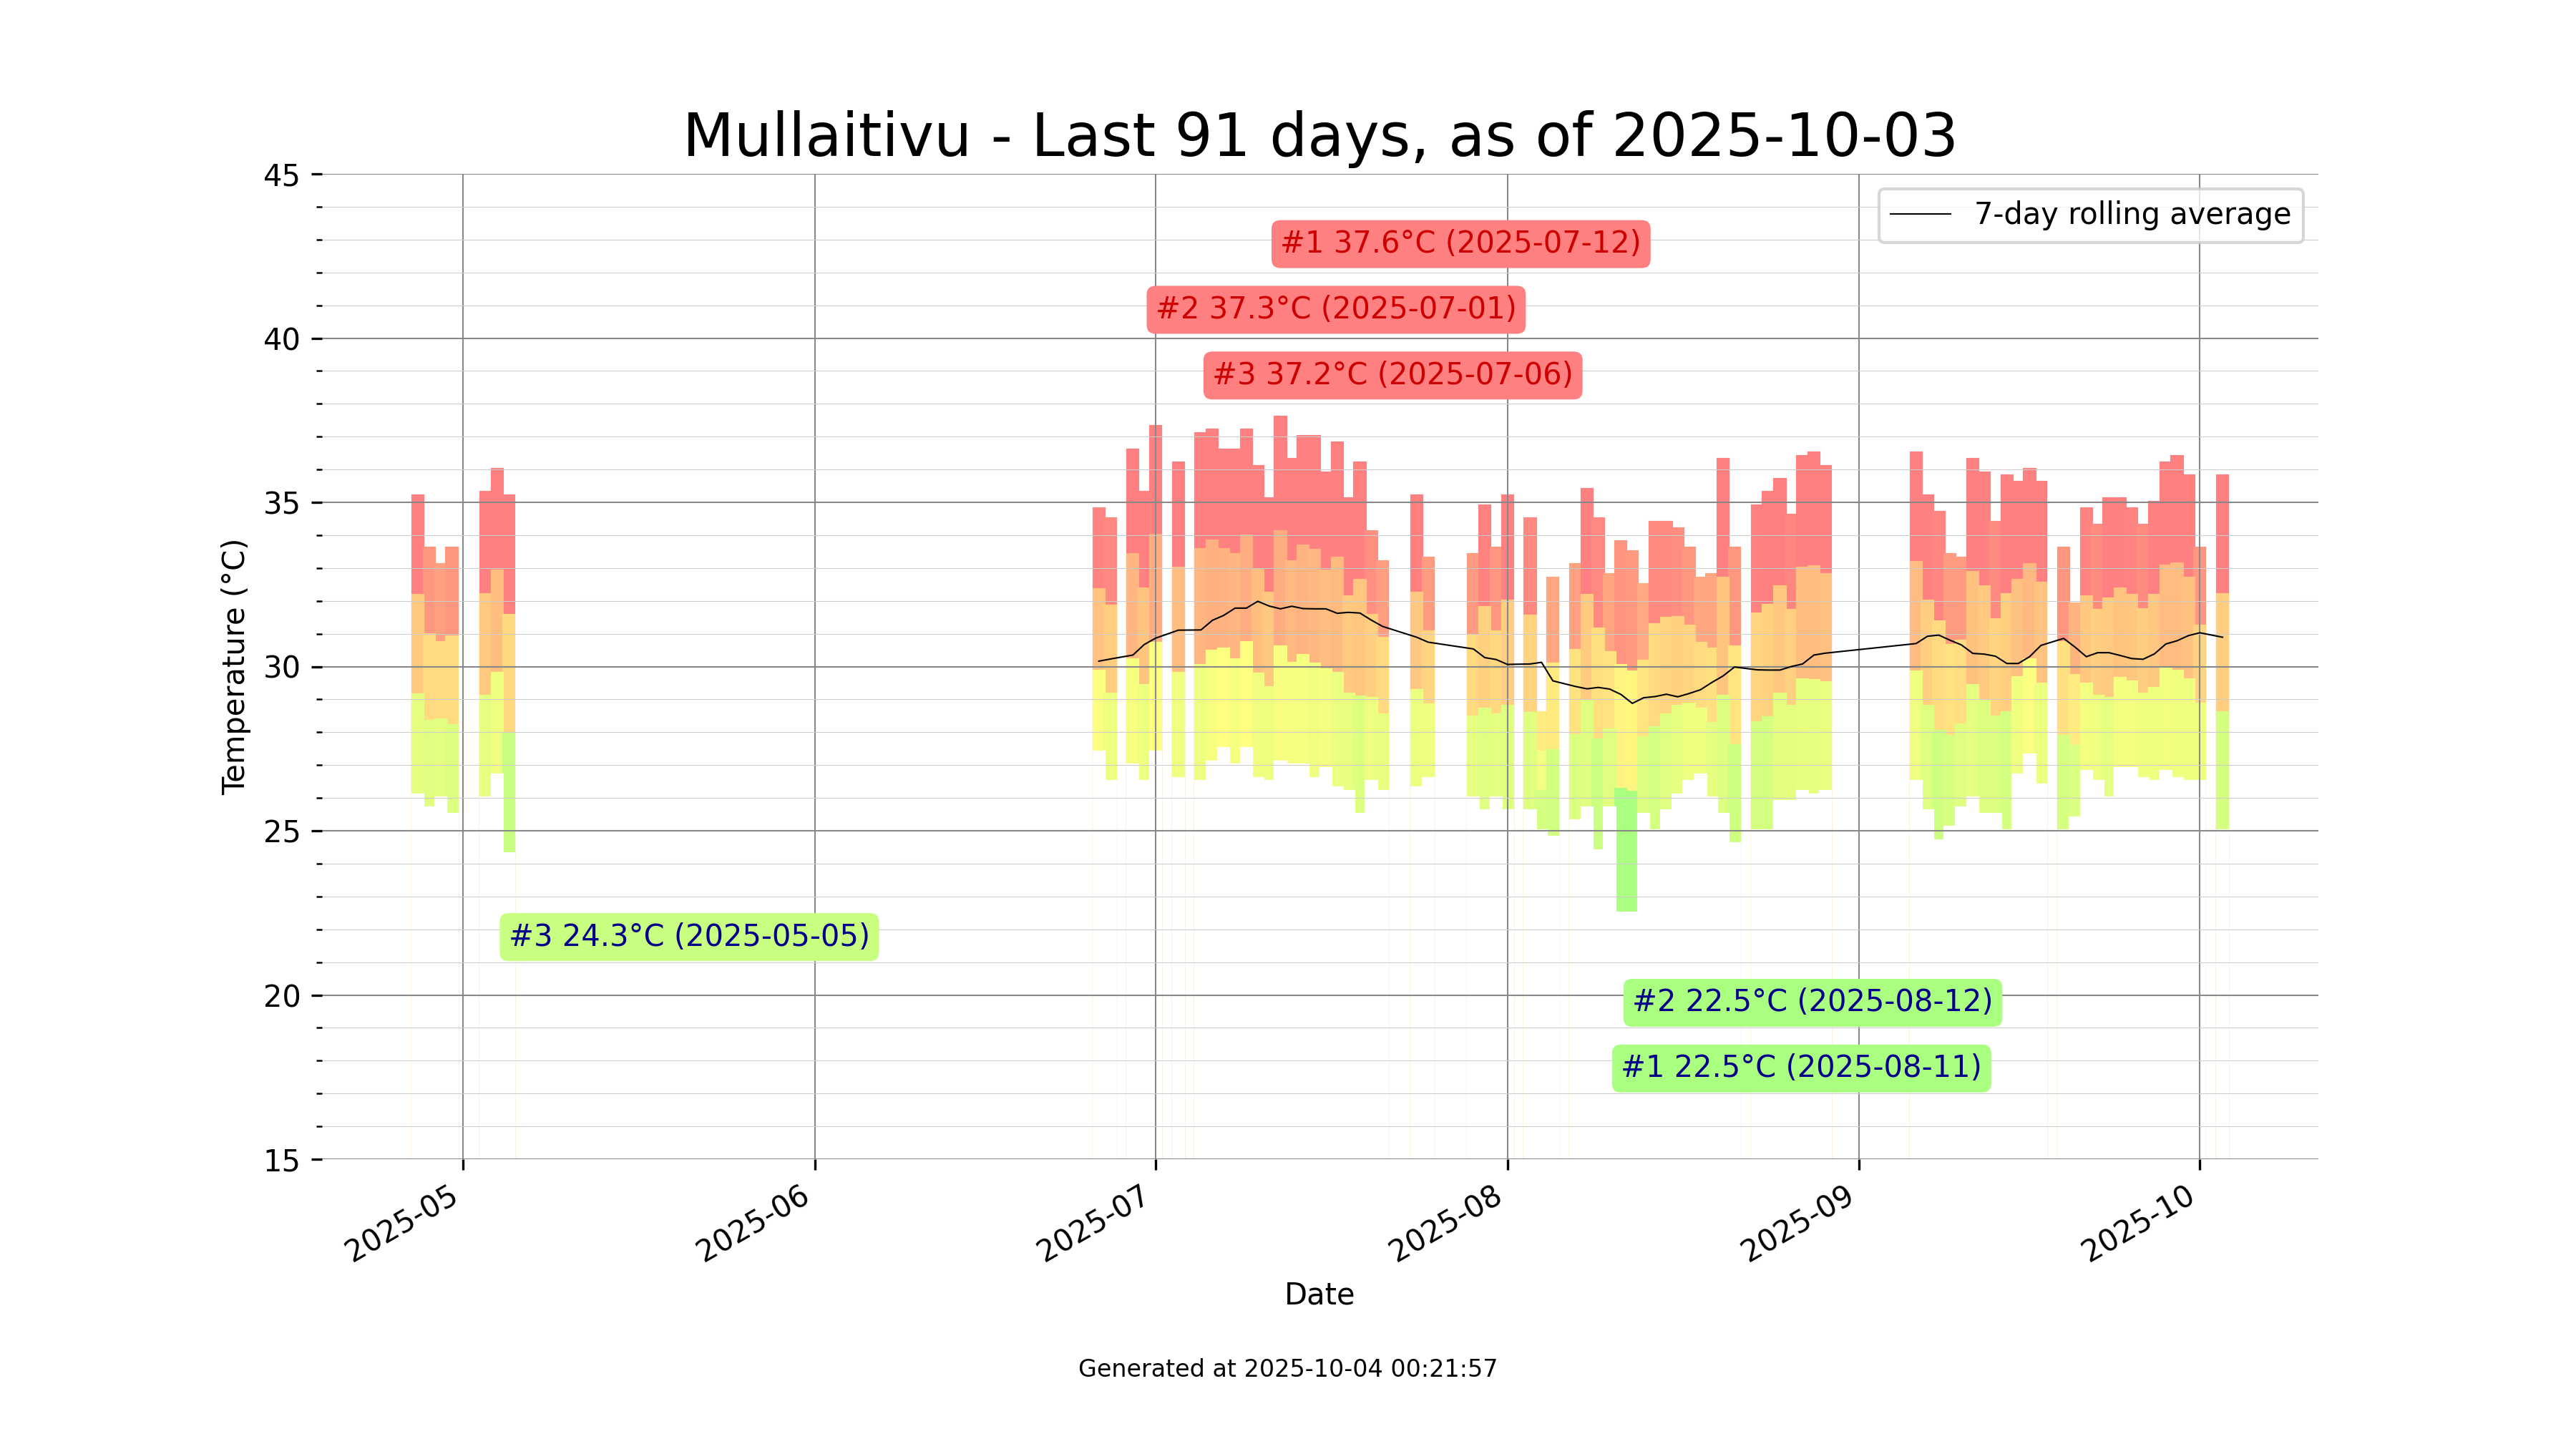 Mullaitivu - Last 91 days, as of 2025-10-03
7-day rolling average
#1 37.6°C (2025-07-12)
#2 37.3°C (2025-07-01)
#3 37.2°C (2025-07-06)
#3 24.3°C (2025-05-05)
#2 22.5°C (2025-08-12)
#1 22.5°C (2025-08-11)
Temperature (°C)
45
40
35
30
25
20
15
2025-05
2025-06
2025-07
2025-08
2025-09
2025-10
Date
Generated at 2025-10-04 00:21:57